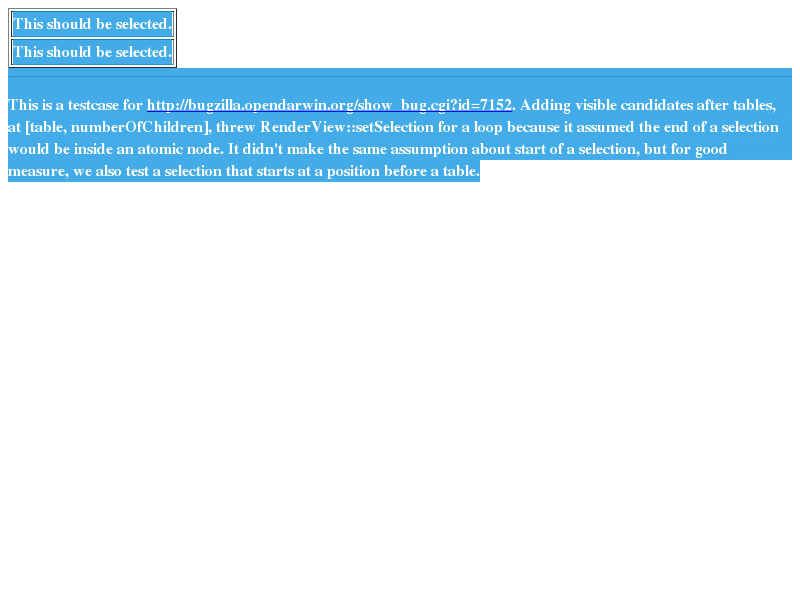 This should be selected.
This should be selected.
This is a testcase for http://bugzilla.opendarwin.org/show_bug.cgi?id=7152. Adding visible candidates after tables,
at [table, numberOfChildren], threw RenderView::setSelection for a loop because it assumed the end of a selection
would be inside an atomic node. It didn't make the same assumption about start of a selection, but for good
measure, we also test a selection that starts at a position before a table.